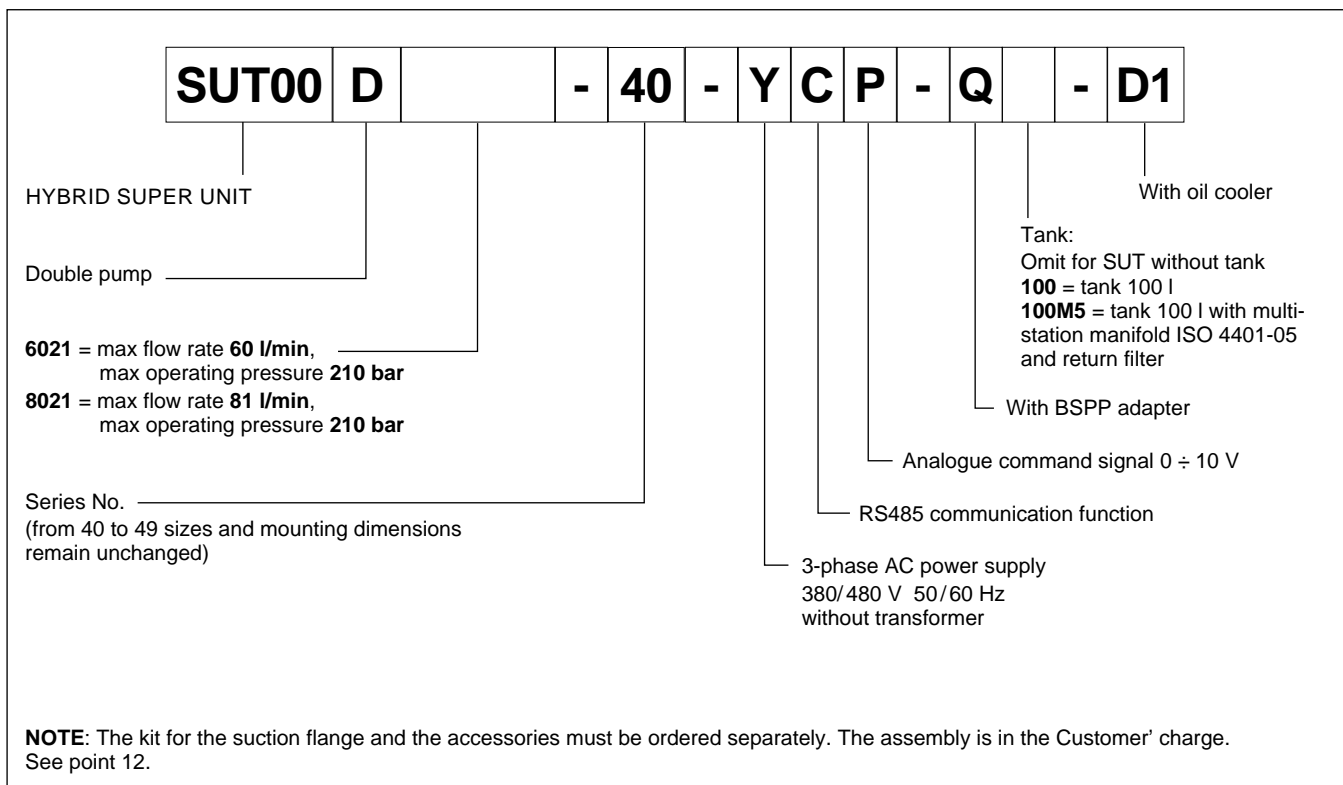 SUT00 D - 40 - Y C P - Q - D1
HYBRID SUPER UNIT
Double pump
6021 = max flow rate 60 l/min,
max operating pressure 210 bar
8021 = max flow rate 81 l/min,
max operating pressure 210 bar
Series No.
(from 40 to 49 sizes and mounting dimensions
remain unchanged)
With oil cooler
Tank:
Omit for SUT without tank
100 = tank 100 l
100M5 = tank 100 l with multi-
station manifold ISO 4401-05
and return filter
With BSPP adapter
Analogue command signal 0 ÷ 10 V
RS485 communication function
3-phase AC power supply
380/480 V 50/60 Hz
without transformer
NOTE: The kit for the suction flange and the accessories must be ordered separately. The assembly is in the Customer' charge.
See point 12.